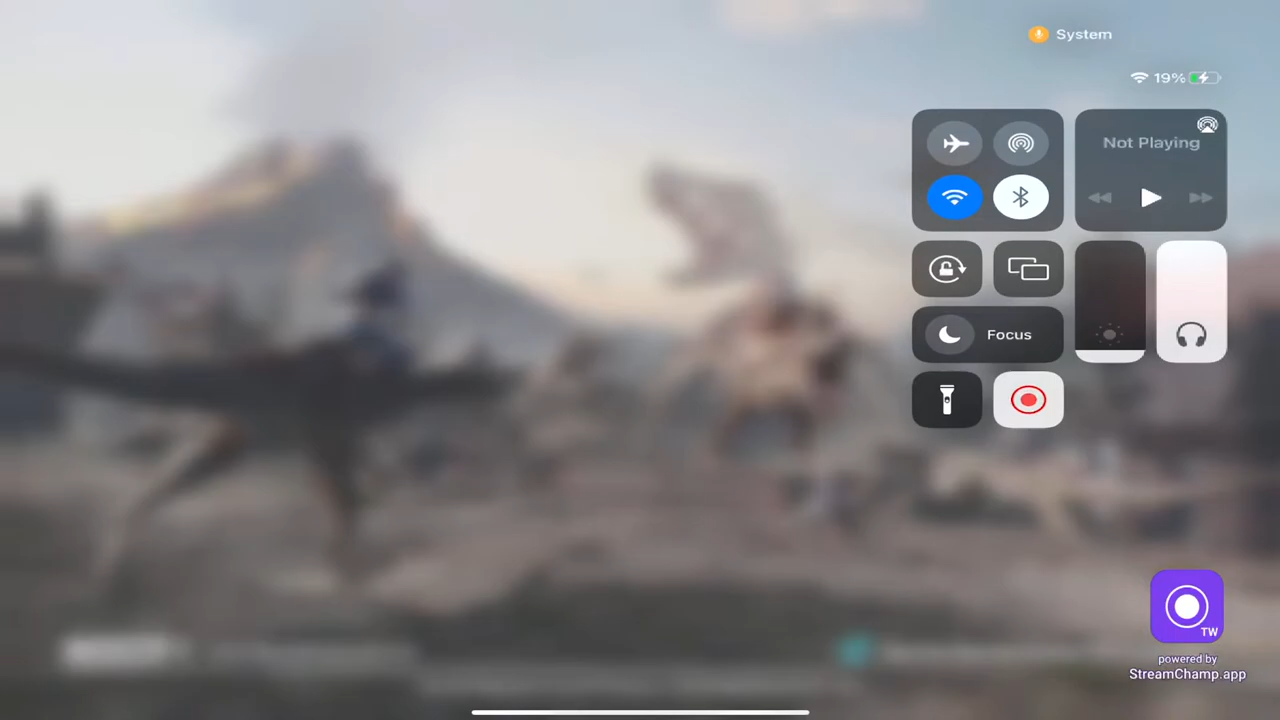 System
19%
Not Playing
Focus
TW
powered by
StreamChamp.app